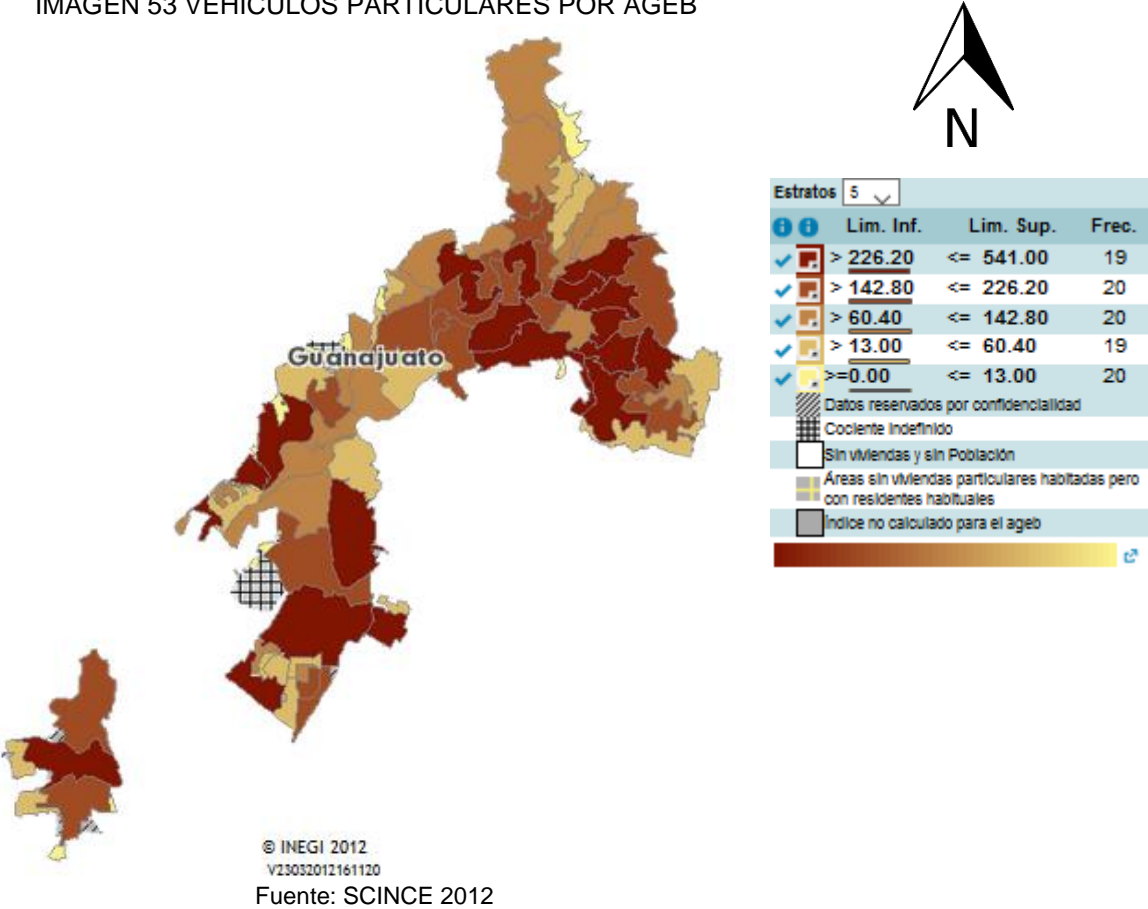 IMAGEN 53 VEHICULOS PARTICULARES POR AGEB
N
Guanajuato
Estratos 5
Lim. Inf. Lim. Sup. Frec.
> 226.20 <= 541.00 19
> 142.80 <= 226.20 20
> 60.40 <= 142.80 20
> 13.00 <= 60.40 19
>=0.00 <= 13.00 20
Datos reservados por confidencialidad
Cociente Indefinido
Sin viviendas y sin Población
Áreas sin viviendas particulares habitadas pero
con residentes habituales
Índice no calculado para el ageb
© INEGI 2012
V23032012161120
Fuente: SCINCE 2012